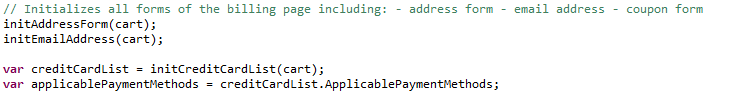 // Initializes all forms of the billing page including: - address form - email address - coupon form
initAddressForm(cart);
initEmailAddress(cart);
var creditCardList = initCreditCardList(cart);
var applicablePaymentMethods = creditCardList.ApplicablePaymentMethods;